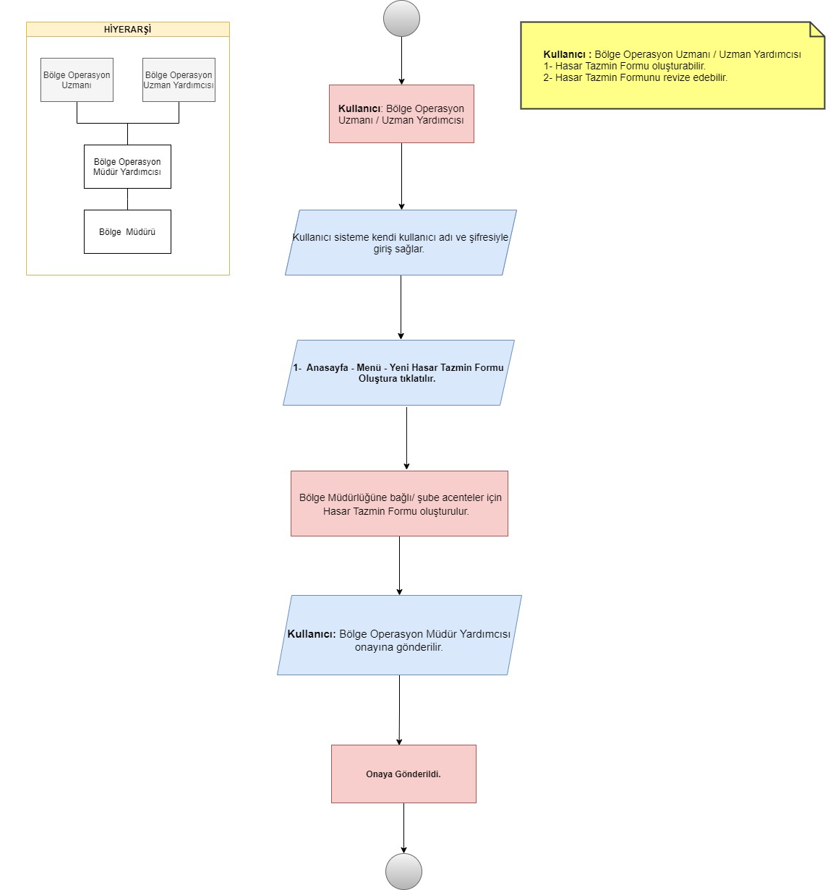 HİYERARŞİ
Bölge Operasyon
Uzmanı
Bölge Operasyon
Uzman Yardımcısı
Bölge Operasyon
Müdür Yardımcısı
Bölge Müdürü
Kullanıcı: Bölge Operasyon
Uzmanı / Uzman Yardımcısı
Kullanıcı sisteme kendi kullanıcı adı ve şifresiyle
giriş sağlar.
1- Anasayfa - Menü - Yeni Hasar Tazmin Formu
Oluştura tıklatılır.
Bölge Müdürlüğüne bağlı/ şube acenteler için
Hasar Tazmin Formu oluşturulur.
Kullanıcı: Bölge Operasyon Müdür Yardımcısı
onayına gönderilir.
Onaya Gönderildi.
Kullanıcı : Bölge Operasyon Uzmanı / Uzman Yardımcısı
1- Hasar Tazmin Formu oluşturabilir.
2- Hasar Tazmin Formunu revize edebilir.